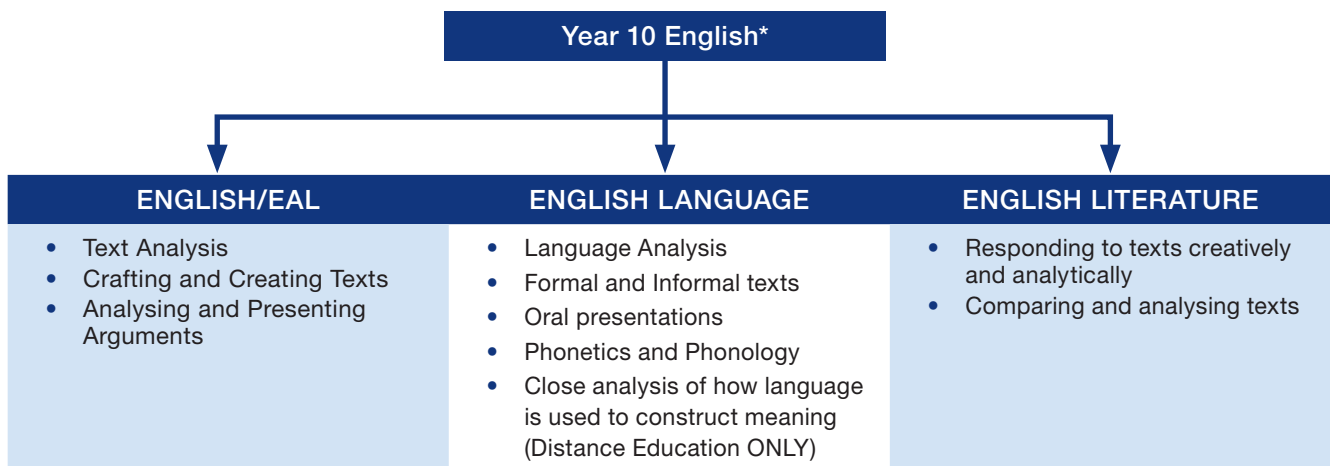 Year 10 English*
ENGLISH/EAL
• Text Analysis
• Crafting and Creating Texts
• Analysing and Presenting
Arguments
ENGLISH LANGUAGE
• Language Analysis
• Formal and Informal texts
• Oral presentations
• Phonetics and Phonology
• Close analysis of how language
is used to construct meaning
(Distance Education ONLY)
ENGLISH LITERATURE
• Responding to texts creatively
and analytically
• Comparing and analysing texts